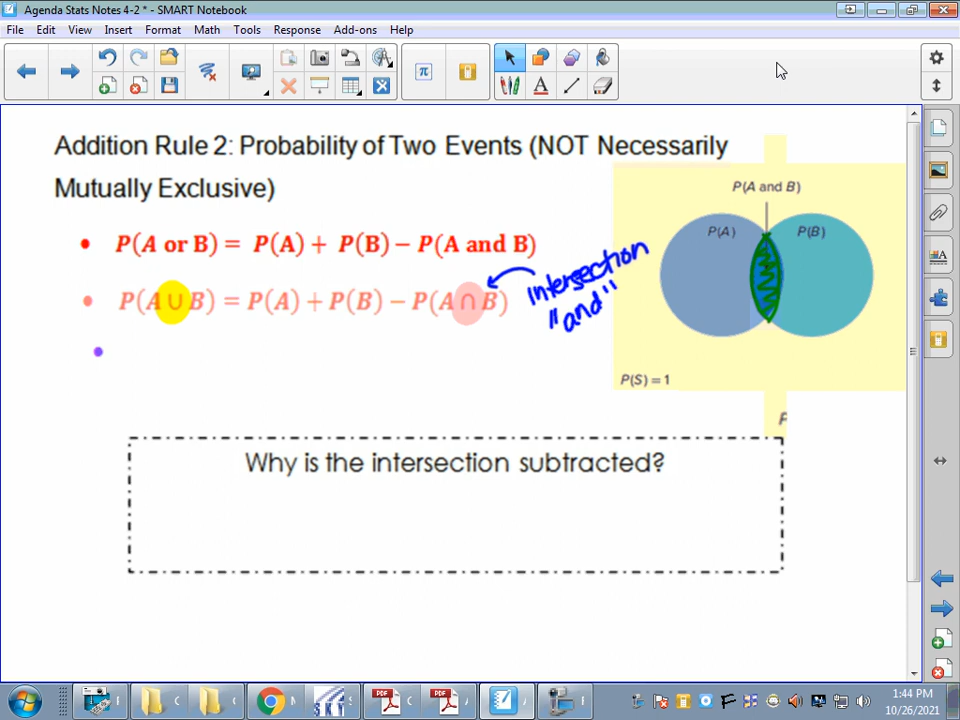 Agenda Stats Notes 4-2 * - SMART Notebook
File Edit View Insert Format Math Tools Response Add-ons Help
π
A
Addition Rule 2: Probability of Two Events (NOT Necessarily
Mutually Exclusive)
• P(A or B) = P(A) + P(B) − P(A and B)
• P(A ∪ B) = P(A) + P(B) − P(A ∩ B)
•
intersection
"and"
P(A and B)
P(A) P(B)
P(S) = 1
Why is the intersection subtracted?
PDF PDF
1:44 PM
10/26/2021